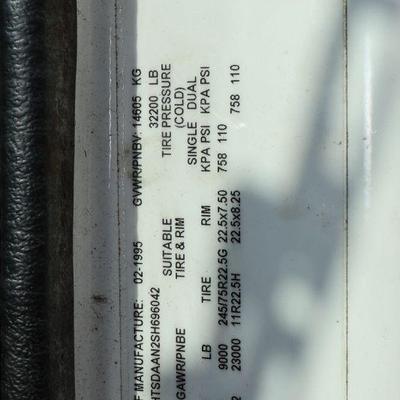 F MANUFACTURE: 02-1995 GVWR/PNBV: 14605 KG
HTSDAAN2SH696042 32200 LB
SUITABLE TIRE PRESSURE
GAWR/PNBE TIRE & RIM (COLD)
SINGLE DUAL
LB TIRE RIM KPA PSI KPA PSI
9000 245/75R22.5G 22.5x7.50 758 110
2 23000 11R22.5H 22.5x8.25 758 110